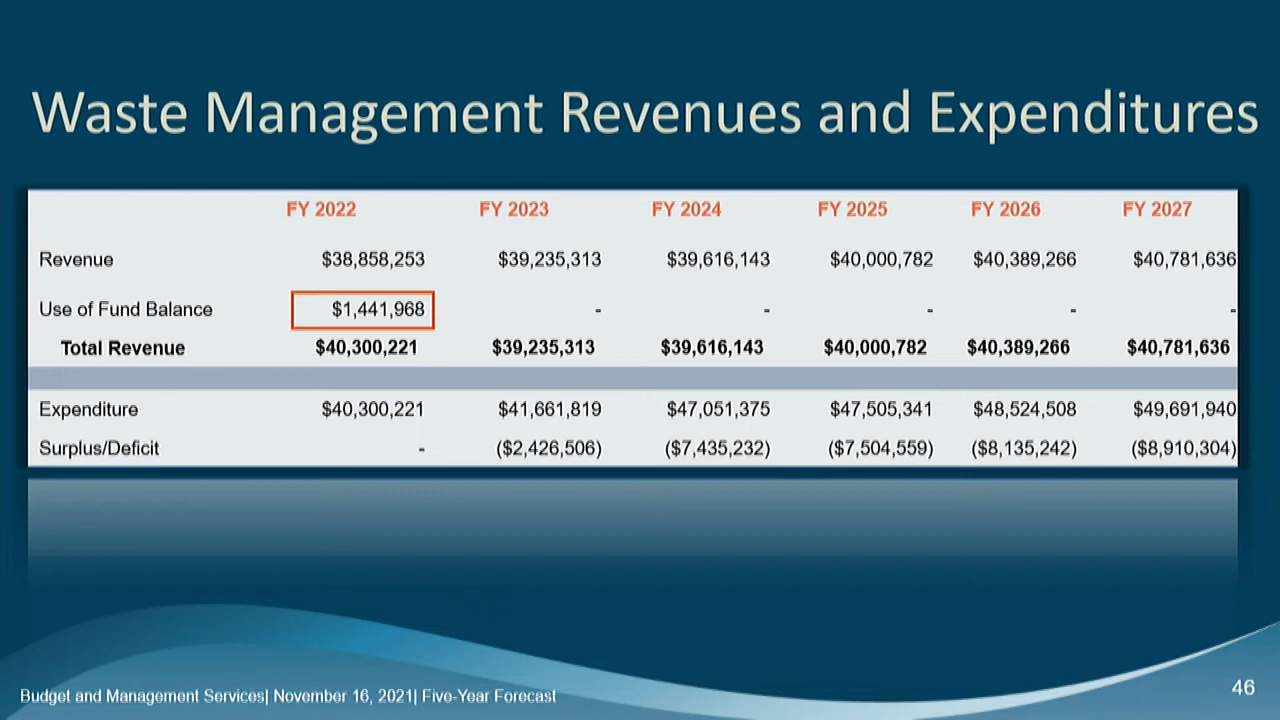 Waste Management Revenues and Expenditures
FY 2022 FY 2023 FY 2024 FY 2025 FY 2026 FY 2027
Revenue $38,858,253 $39,235,313 $39,616,143 $40,000,782 $40,389,266 $40,781,636
Use of Fund Balance $1,441,968 - - - - -
Total Revenue $40,300,221 $39,235,313 $39,616,143 $40,000,782 $40,389,266 $40,781,636
Expenditure $40,300,221 $41,661,819 $47,051,375 $47,505,341 $48,524,508 $49,691,940
Surplus/Deficit - ($2,426,506) ($7,435,232) ($7,504,559) ($8,135,242) ($8,910,304)
Budget and Management Services| November 16, 2021| Five-Year Forecast
46